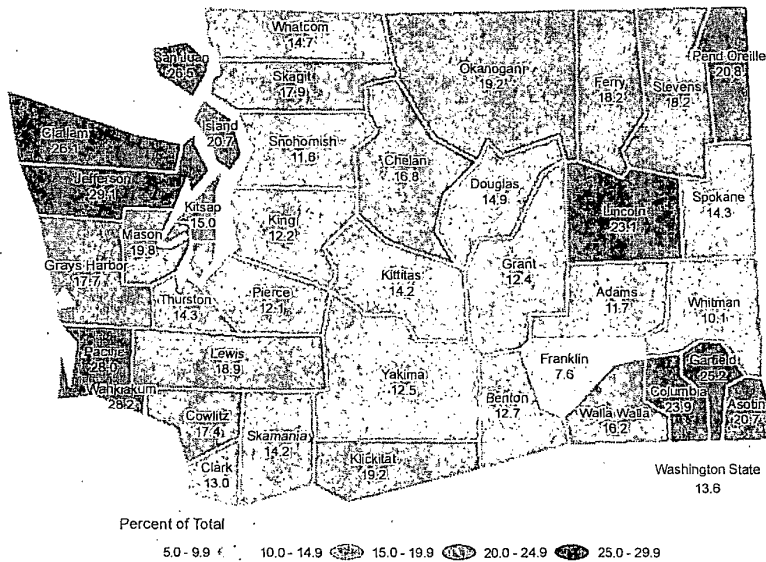 Whatcom
14.7
San Juan
26.5
Skagit
17.9
Okanogan
19.2
Ferry
18.2
Stevens
18.2
Pend Oreille
20.8
Clallam
26.1
Island
20.7
Snohomish
11.8
Chelan
16.8
Douglas
14.9
Jefferson
Kitsap
15.0
King
12.2
Lincoln
23.1
Spokane
14.3
Mason
19.8
Grays Harbor
17.7
Thurston
14.3
Pierce
12.1
Kittitas
14.2
Grant
12.4
Adams
11.7
Whitman
10.1
Pacific
28.0
Lewis
18.9
Yakima
12.5
Franklin
7.6
Garfield
25.2
Wahkiakum
28.2
Benton
12.7
Columbia
23.9
Asotin
20.7
Cowlitz
17.4
Skamania
14.2
Walla Walla
16.2
Clark
13.0
Klickitat
19.2
Washington State
13.6
Percent of Total
5.0 - 9.9 10.0 - 14.9 15.0 - 19.9 20.0 - 24.9 25.0 - 29.9